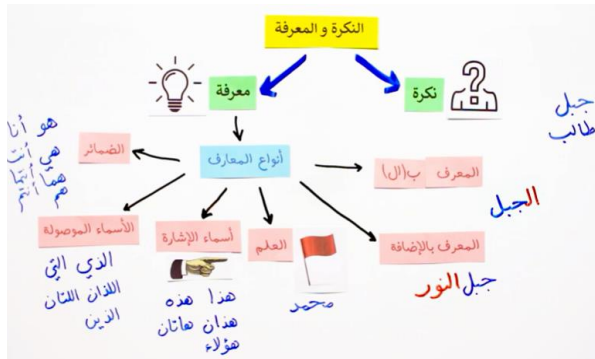 النكرة و المعرفة
نكرة
معرفة
جبل
طالب
أنواع المعارف
المعرف ب(ال)
الجبل
المعرف بالإضافة
جبل النور
العلم
محمد
أسماء الإشارة
هذا هذه
هذان هاتان
هؤلاء
الأسماء الموصولة
الذي التي
اللذان اللتان
الذين
الضمائر
هو أنا
هي أنت
هما أنتما
هم أنتم